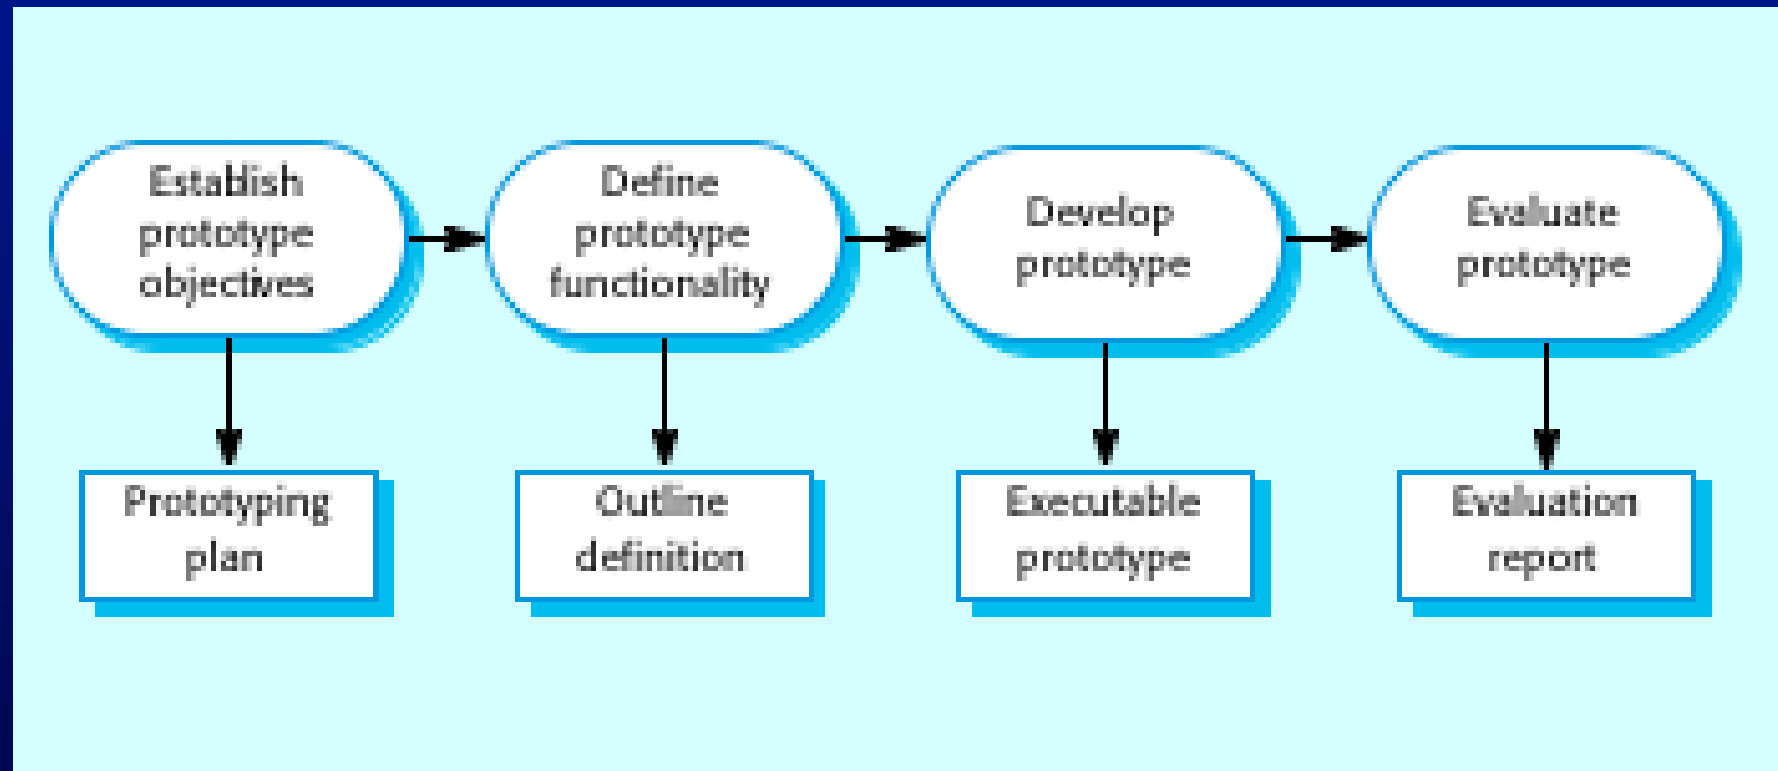 Establish
prototype
objectives
Define
prototype
functionality
Develop
prototype
Evaluate
prototype
Prototyping
plan
Outline
definition
Executable
prototype
Evaluation
report